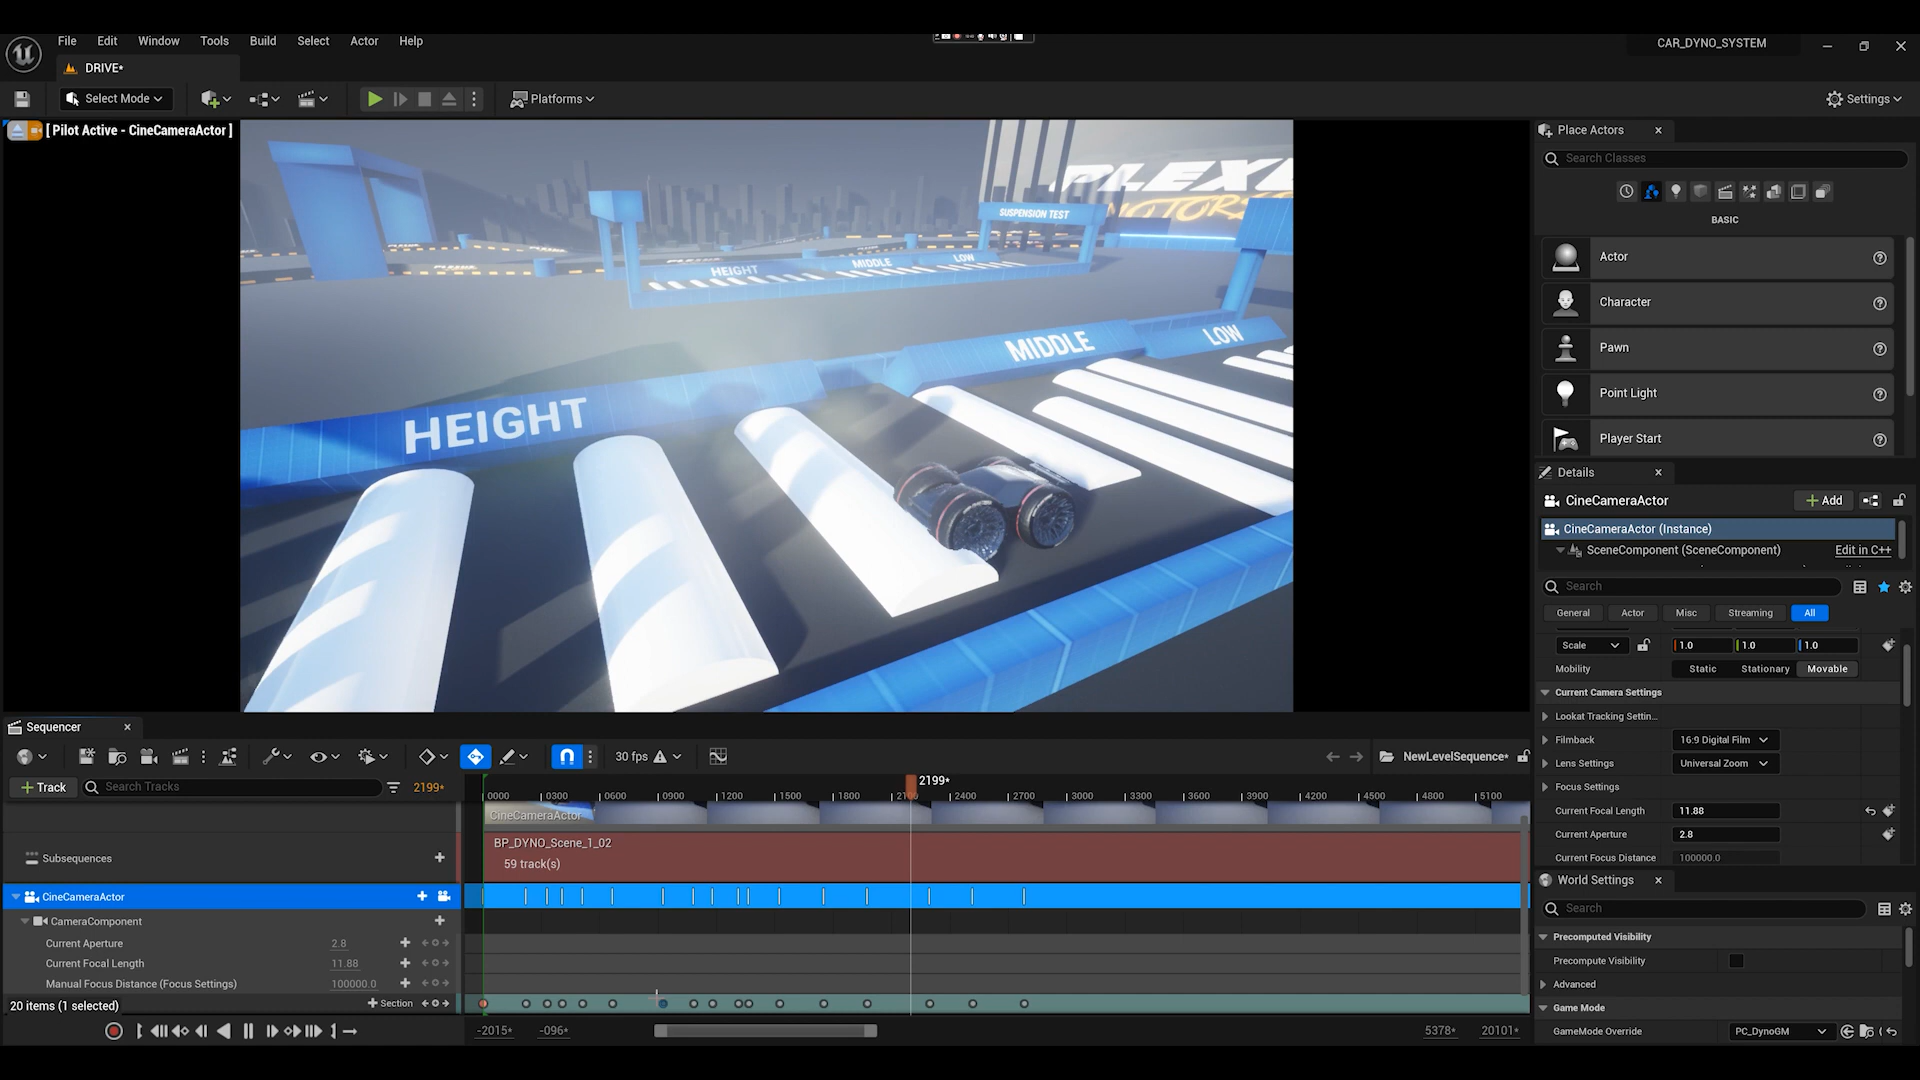 File Edit Window Tools Build Select Actor Help
CAR_DYNO_SYSTEM
DRIVE*
Select Mode
Platforms
Settings
[ Pilot Active - CineCameraActor ]
SUSPENSION TEST
HEIGHT MIDDLE LOW
HEIGHT
MIDDLE
LOW
Place Actors
Search Classes
BASIC
Actor
Character
Pawn
Point Light
Player Start
Details
CineCameraActor
Add
CineCameraActor (Instance)
SceneComponent (SceneComponent)
Edit in C++
Search
General Actor Misc Streaming All
Scale
1.0 1.0 1.0
Mobility
Static Stationary Movable
Current Camera Settings
Lookat Tracking Settin...
Filmback
16:9 Digital Film
Lens Settings
Universal Zoom
Focus Settings
Current Focal Length
11.88
Current Aperture
2.8
Current Focus Distance
100000.0
World Settings
Search
Precomputed Visibility
Precompute Visibility
Advanced
Game Mode
GameMode Override
PC_DynoGM
Sequencer
30 fps
NewLevelSequence*
Track
Search Tracks
2199*
2199*
0000 0300 0600 0900 1200 1500 1800 2400 2700 3000 3300 3600 3900 4200 4500 4800 5100
CineCameraActor
BP_DYNO_Scene_1_02
59 track(s)
Subsequences
CineCameraActor
CameraComponent
Current Aperture
2.8
Current Focal Length
11.88
Manual Focus Distance (Focus Settings)
100000.0
20 items (1 selected)
Section
-2015*
-096*
5378*
20101*